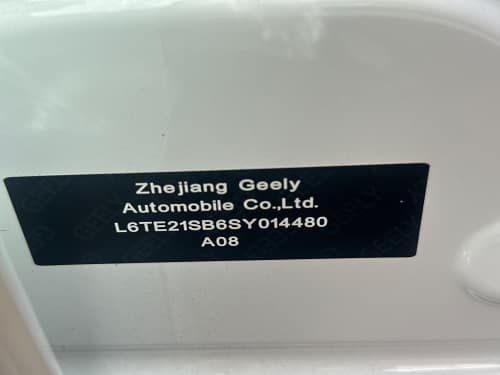 Zhejiang Geely
Automobile Co.,Ltd.
L6TE21SB6SY014480
A08